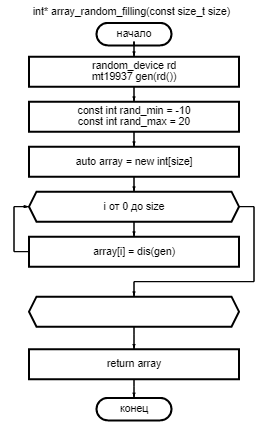 int* array_random_filling(const size_t size)
начало
random_device rd
mt19937 gen(rd())
const int rand_min = -10
const int rand_max = 20
auto array = new int[size]
i от 0 до size
array[i] = dis(gen)
return array
конец